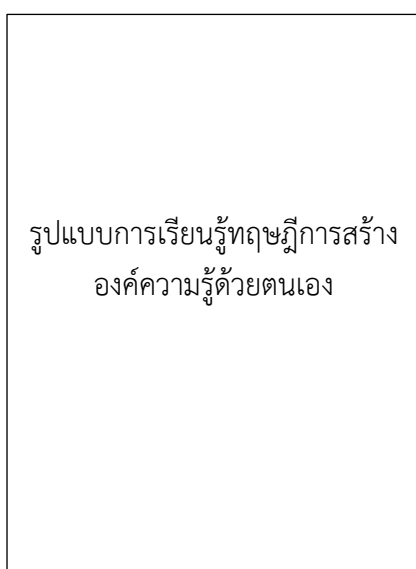 รูปแบบการเรียนรู้ทฤษฎีการสร้าง
องค์ความรู้ด้วยตนเอง